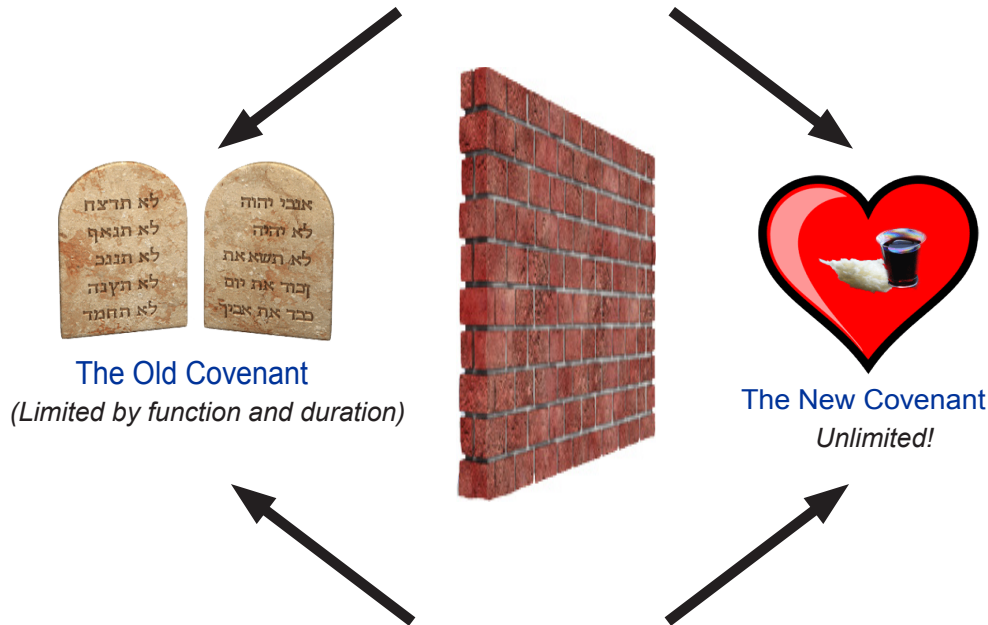 אנכי יהוה
לא יהיה
לא תשא את
זכור את יום
כבד את אביך
לא תרצח
לא תנאף
לא תגנב
לא תענה
לא תחמד
The Old Covenant
(Limited by function and duration)
The New Covenant
Unlimited!